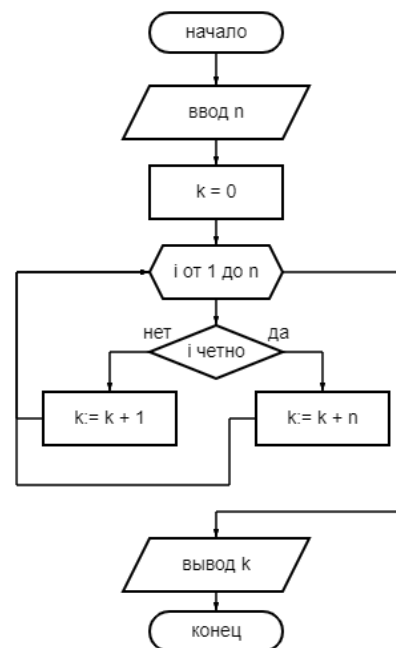 начало
ввод n
k = 0
i от 1 до n
нет
да
i четно
k:= k + 1
k:= k + n
вывод k
конец